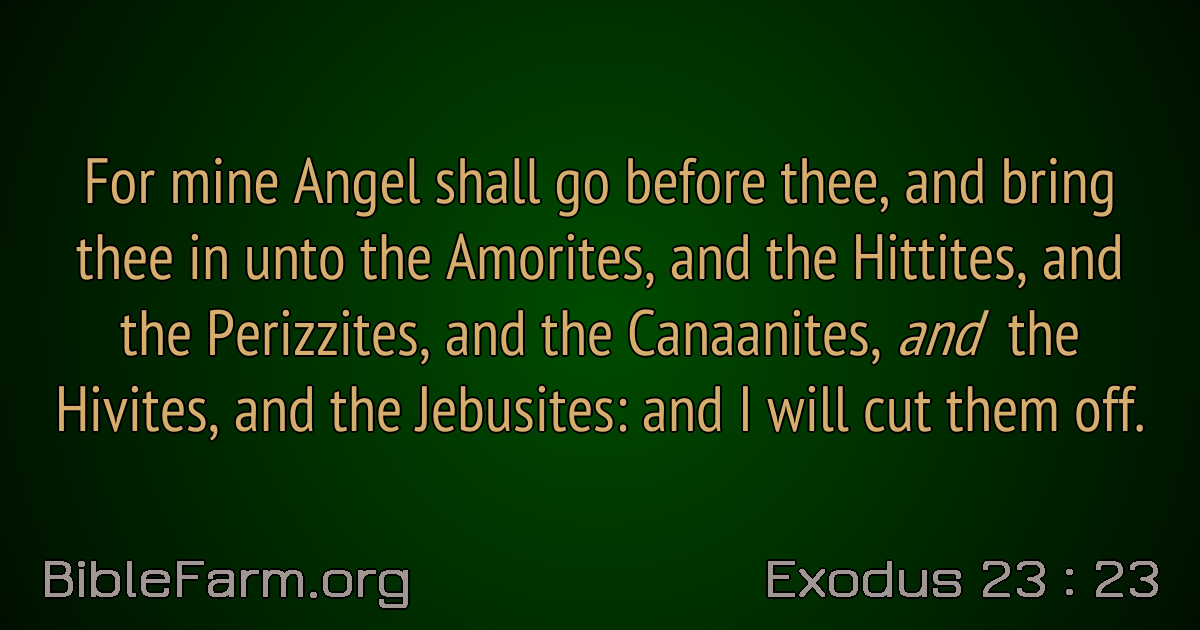 For mine Angel shall go before thee, and bring
thee in unto the Amorites, and the Hittites, and
the Perizzites, and the Canaanites, and the
Hivites, and the Jebusites: and I will cut them off.
BibleFarm.org
Exodus 23 : 23